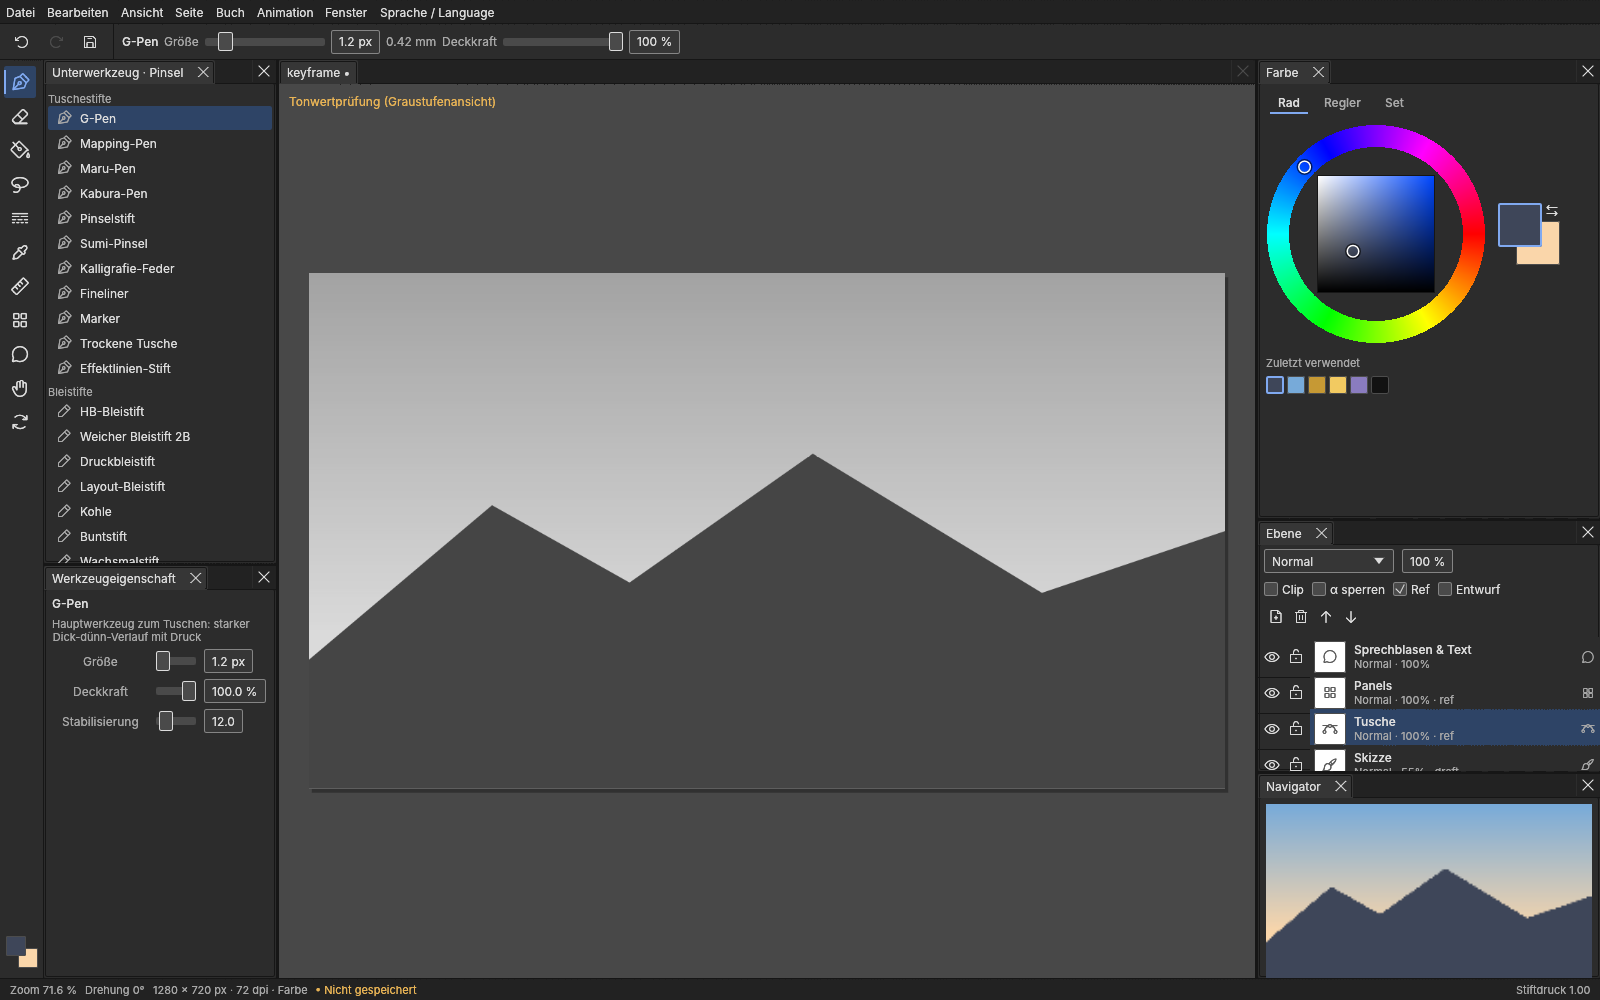 Datei Bearbeiten Ansicht Seite Buch Animation Fenster Sprache / Language
G-Pen Größe 1.2 px 0.42 mm Deckkraft 100 %
Unterwerkzeug · Pinsel
Tuschestifte
G-Pen
Mapping-Pen
Maru-Pen
Kabura-Pen
Pinselstift
Sumi-Pinsel
Kalligrafie-Feder
Fineliner
Marker
Trockene Tusche
Effektlinien-Stift
Bleistifte
HB-Bleistift
Weicher Bleistift 2B
Druckbleistift
Layout-Bleistift
Kohle
Buntstift
Wachsmalstift
Werkzeugeigenschaft
G-Pen
Hauptwerkzeug zum Tuschen: starker
Dick-dünn-Verlauf mit Druck
Größe 1.2 px
Deckkraft 100.0 %
Stabilisierung 12.0
keyframe •
Tonwertprüfung (Graustufenansicht)
Farbe
Rad Regler Set
Zuletzt verwendet
Ebene
Normal 100 %
Clip α sperren Ref Entwurf
Sprechblasen & Text
Normal · 100%
Panels
Normal · 100% · ref
Tusche
Normal · 100% · ref
Skizze
Normal · 55% · draft
Navigator
Zoom 71.6 % Drehung 0° 1280 × 720 px · 72 dpi · Farbe • Nicht gespeichert
Stiftdruck 1.00